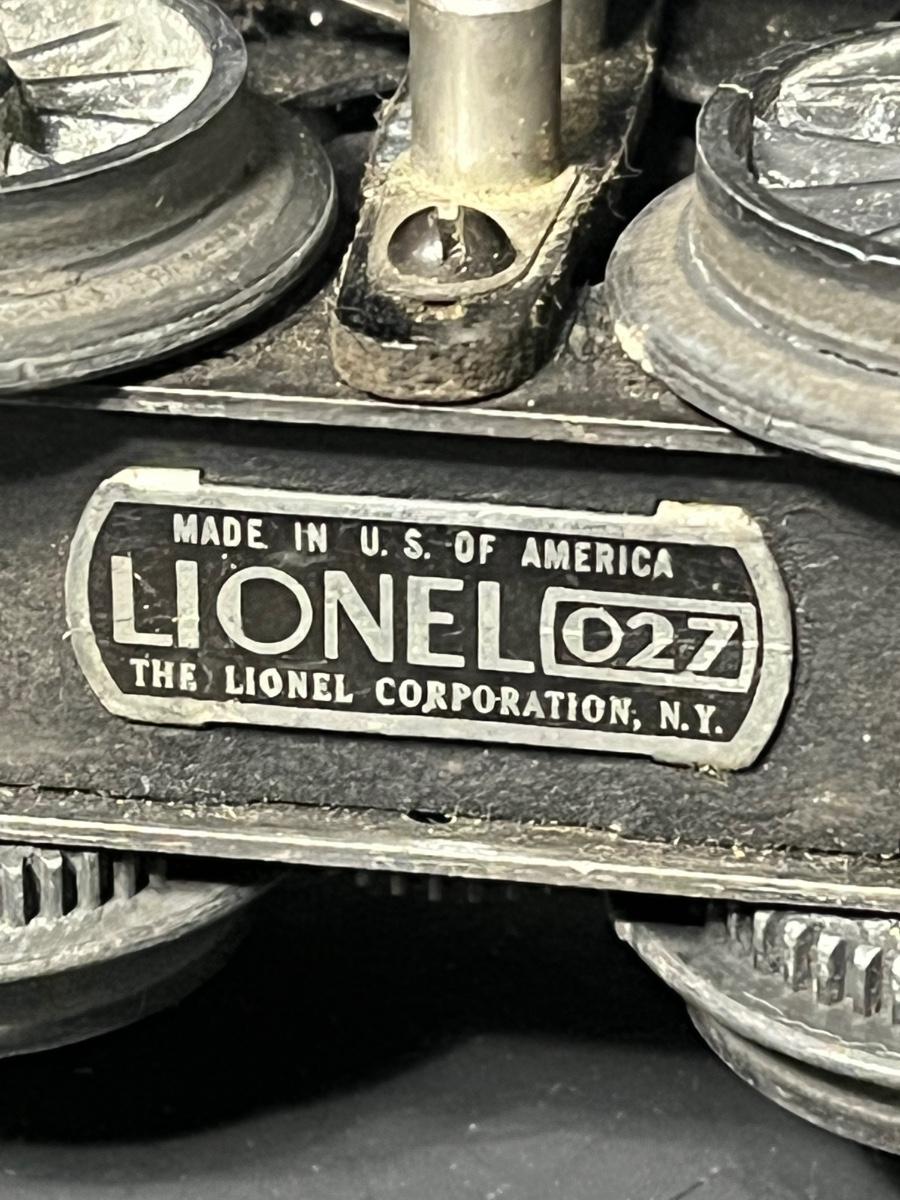 MADE IN U.S. OF AMERICA
LIONEL 027
THE LIONEL CORPORATION, N.Y.